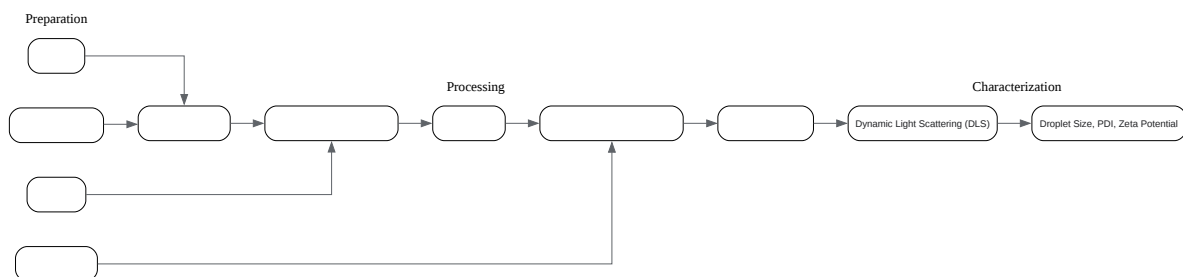 Preparation
Processing
Characterization
Dynamic Light Scattering (DLS)
Droplet Size, PDI, Zeta Potential